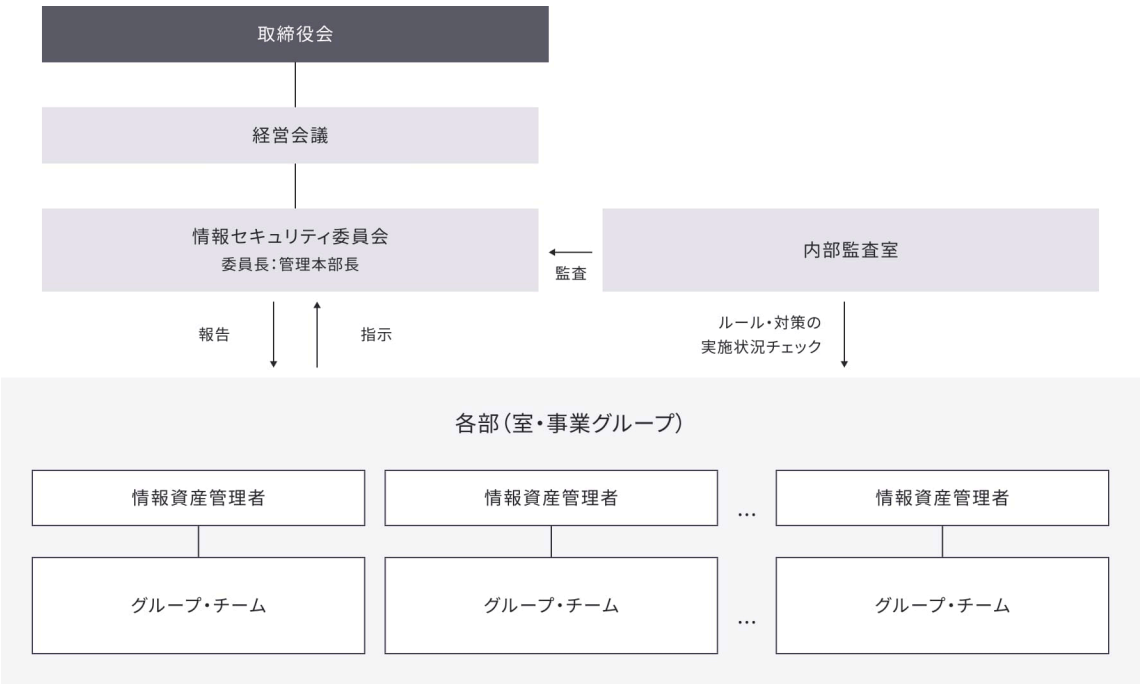 取締役会
経営会議
情報セキュリティ委員会
委員長：管理本部長
内部監査室
監査
報告
指示
ルール・対策の
実施状況チェック
各部（室・事業グループ）
情報資産管理者
情報資産管理者
…
情報資産管理者
グループ・チーム
グループ・チーム
…
グループ・チーム